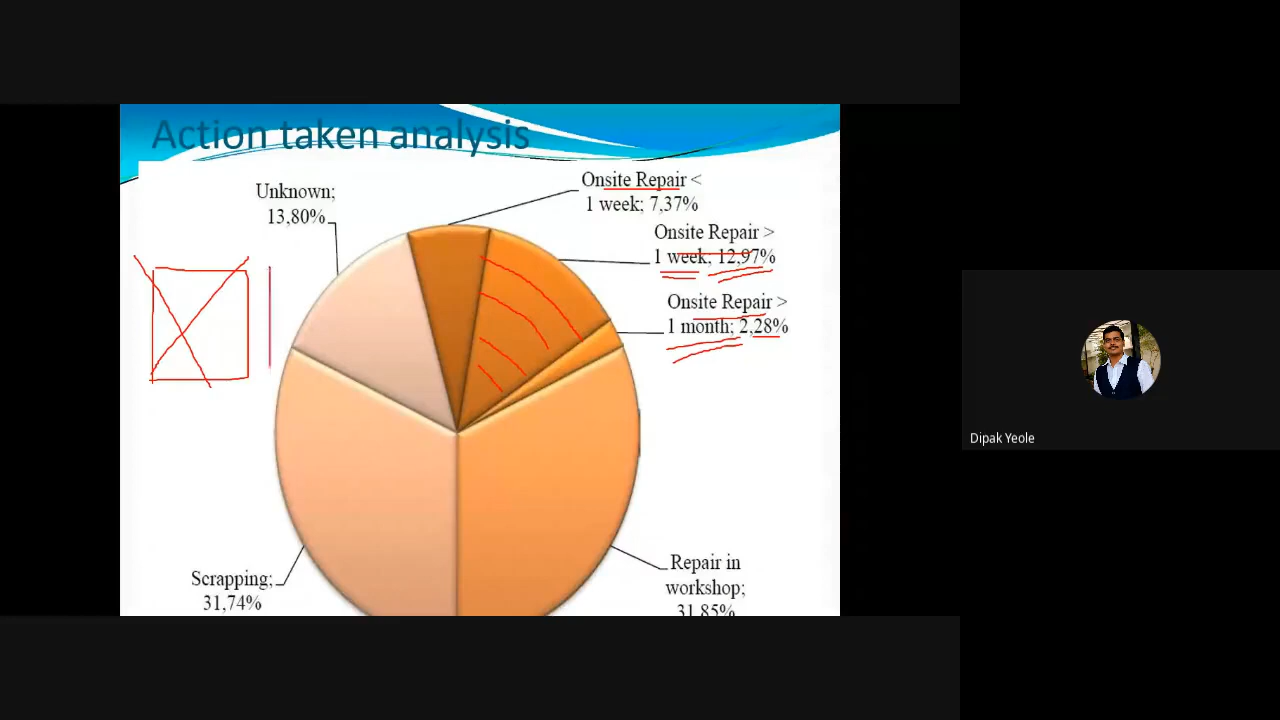 Action taken analysis
Onsite Repair <
1 week; 7,37%
Unknown;
13,80%
Onsite Repair >
1 week; 12,97%
Onsite Repair >
1 month; 2,28%
Dipak Yeole
Repair in
workshop;
31,85%
Scrapping;
31,74%